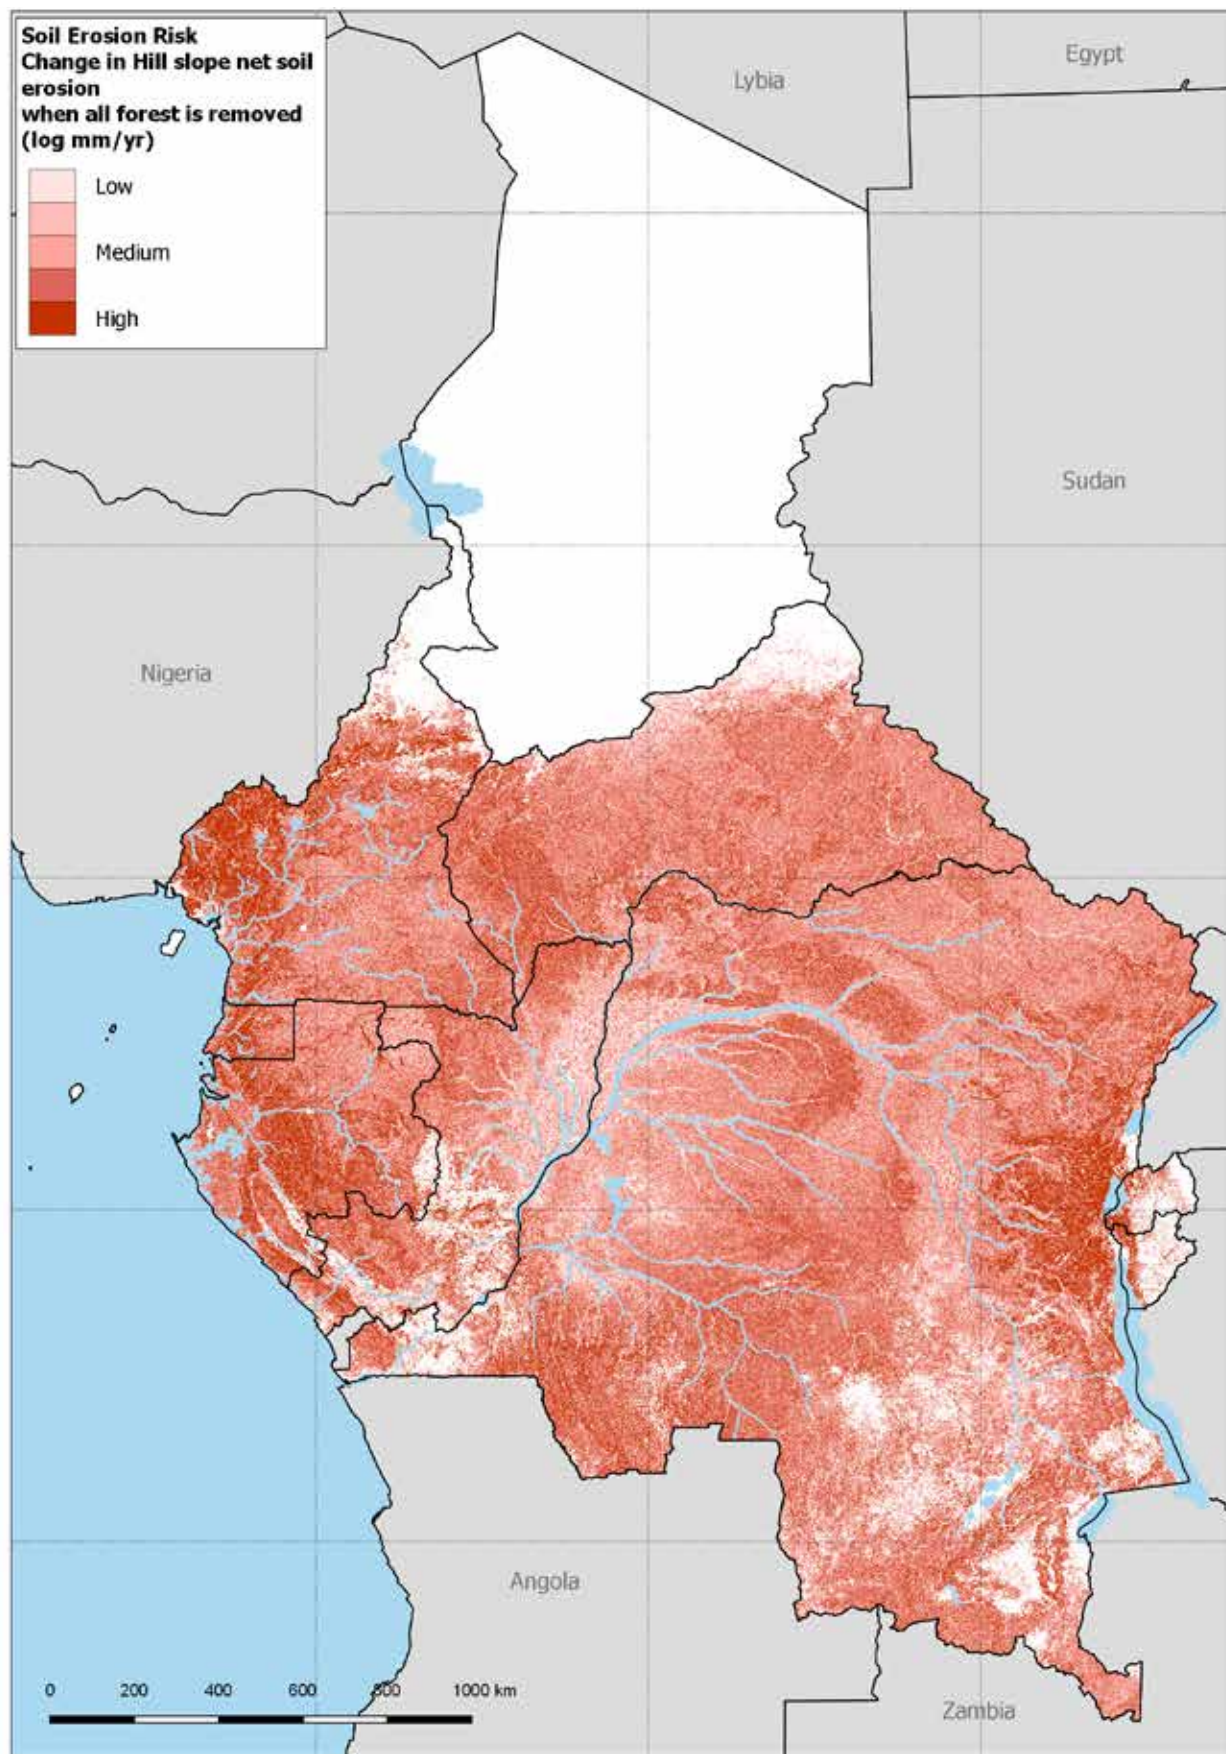 Soil Erosion Risk
Change in Hill slope net soil
erosion
when all forest is removed
(log mm/yr)
Low
Medium
High
Lybia
Egypt
Sudan
Nigeria
Angola
Zambia
0 200 400 600 800 1000 km